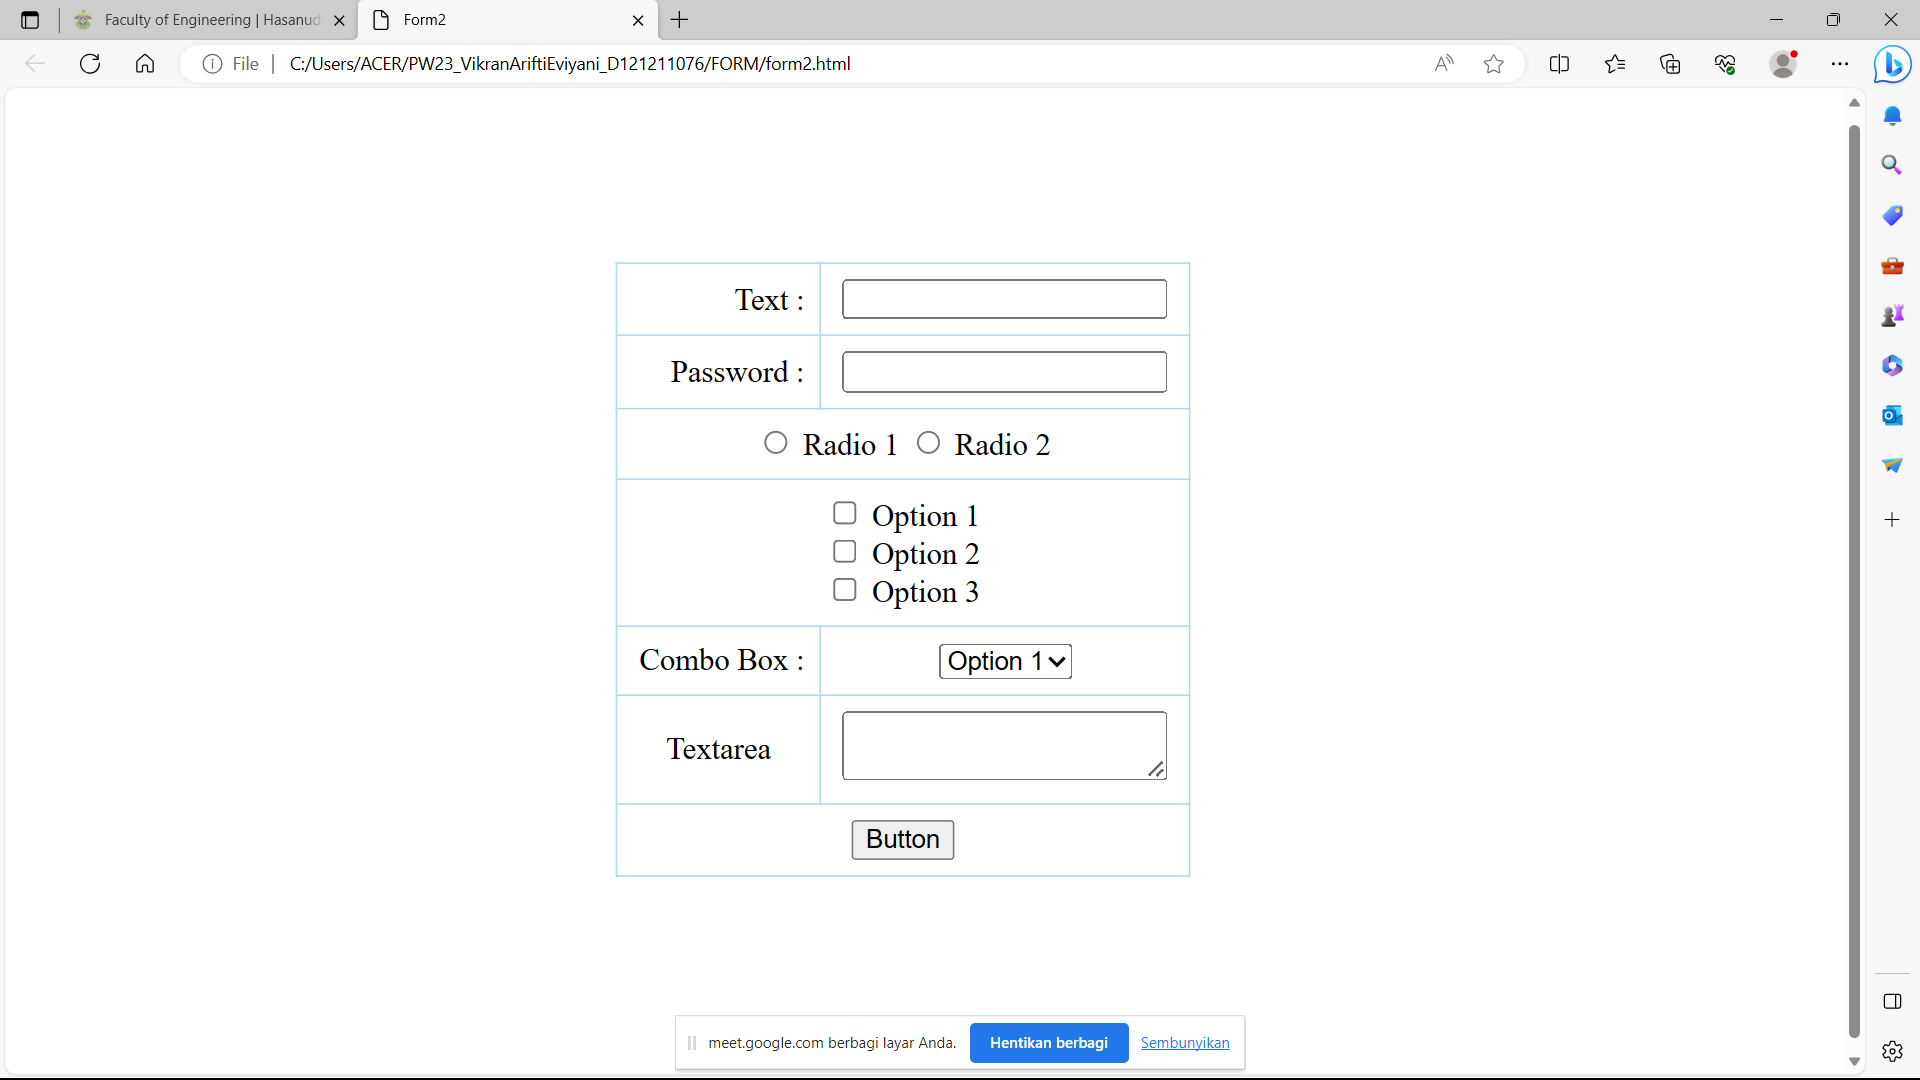 Faculty of Engineering | Hasanud
Form2
File
C:/Users/ACER/PW23_VikranAriftiEviyani_D121211076/FORM/form2.html
Text :
Password :
Radio 1 Radio 2
Option 1
Option 2
Option 3
Combo Box : Option 1
Textarea
Button
meet.google.com berbagi layar Anda. Hentikan berbagi Sembunyikan